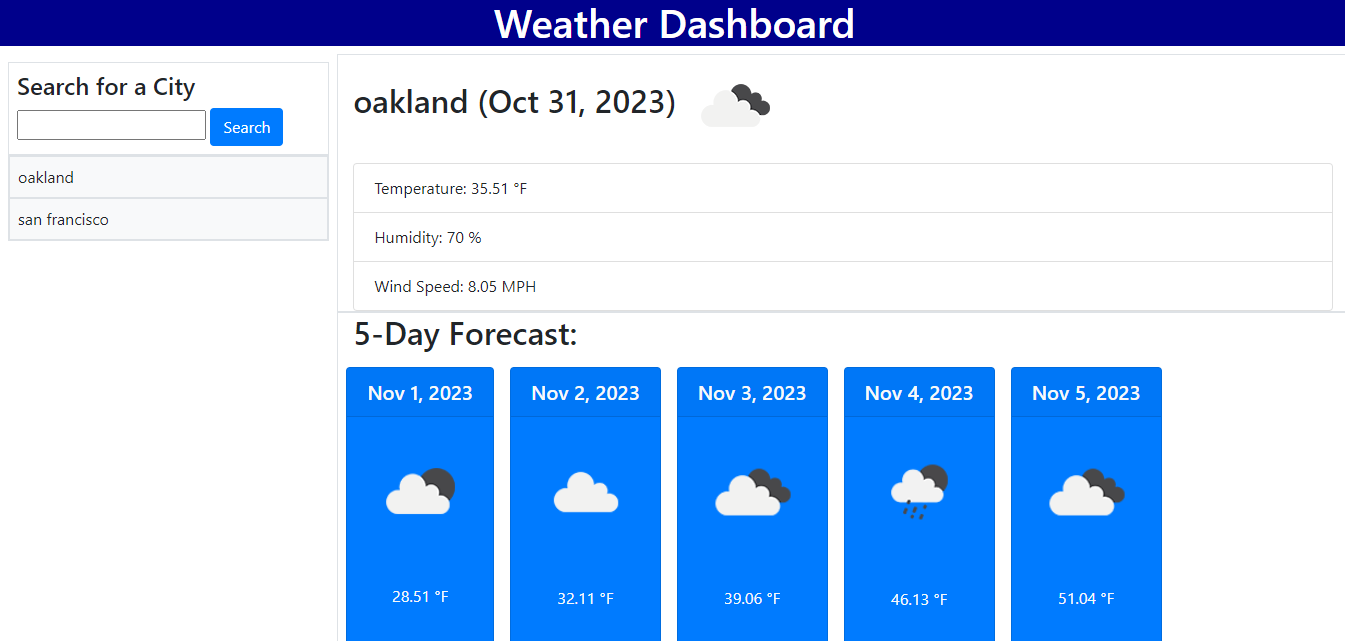 Weather Dashboard
Search for a City
Search
oakland
san francisco
oakland (Oct 31, 2023)
Temperature: 35.51 °F
Humidity: 70 %
Wind Speed: 8.05 MPH
5-Day Forecast:
Nov 1, 2023
28.51 °F
Nov 2, 2023
32.11 °F
Nov 3, 2023
39.06 °F
Nov 4, 2023
46.13 °F
Nov 5, 2023
51.04 °F